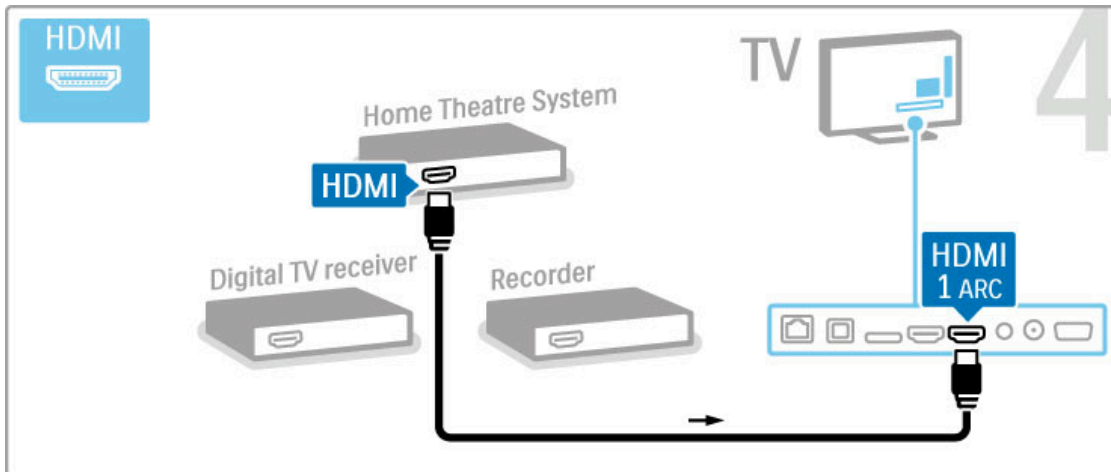 HDMI
TV
4
Home Theatre System
HDMI
Digital TV receiver
Recorder
HDMI
1 ARC